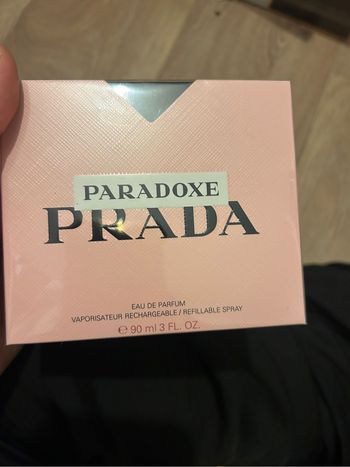 PARADOXE
PRADA
EAU DE PARFUM
VAPORISATEUR RECHARGEABLE / REFILLABLE SPRAY
℮ 90 ml 3 FL. OZ.